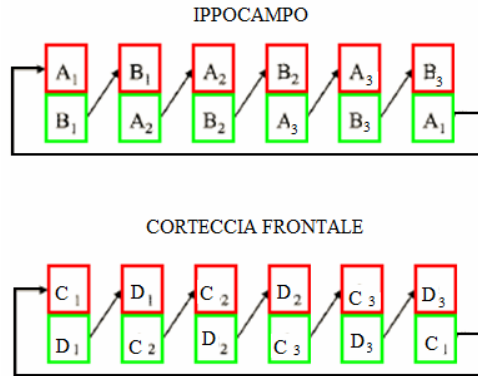 IPPOCAMPO
A₁ B₁ A₂ B₂ A₃ B₃
B₁ A₂ B₂ A₃ B₃ A₁
CORTECCIA FRONTALE
C₁ D₁ C₂ D₂ C₃ D₃
D₁ C₂ D₂ C₃ D₃ C₁